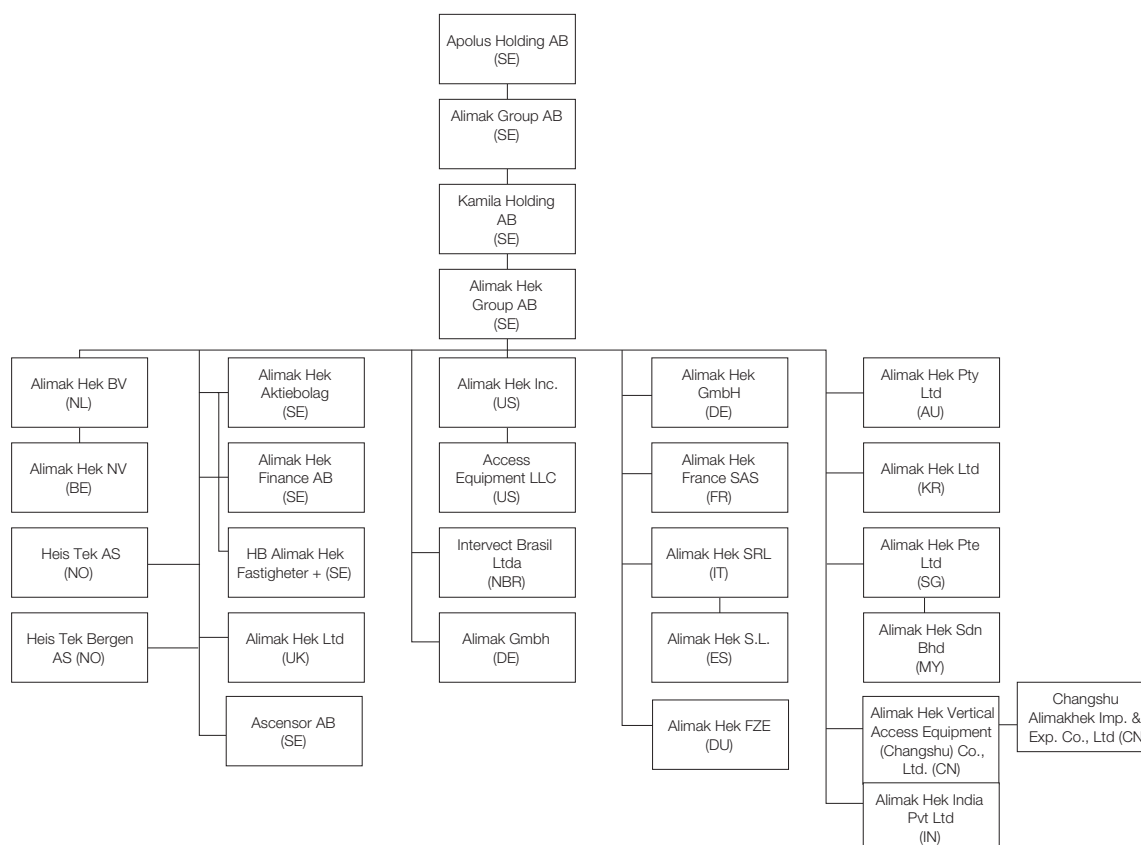 Apolus Holding AB
(SE)
Alimak Group AB
(SE)
Kamila Holding
AB
(SE)
Alimak Hek
Group AB
(SE)
Alimak Hek BV
(NL)
Alimak Hek
Aktiebolag
(SE)
Alimak Hek Inc.
(US)
Alimak Hek
GmbH
(DE)
Alimak Hek Pty
Ltd
(AU)
Alimak Hek NV
(BE)
Alimak Hek
Finance AB
(SE)
Access
Equipment LLC
(US)
Alimak Hek
France SAS
(FR)
Alimak Hek Ltd
(KR)
Heis Tek AS
(NO)
HB Alimak Hek
Fastigheter + (SE)
Intervect Brasil
Ltda
(NBR)
Alimak Hek SRL
(IT)
Alimak Hek Pte
Ltd
(SG)
Heis Tek Bergen
AS (NO)
Alimak Hek Ltd
(UK)
Alimak Gmbh
(DE)
Alimak Hek S.L.
(ES)
Alimak Hek Sdn
Bhd
(MY)
Ascensor AB
(SE)
Alimak Hek FZE
(DU)
Alimak Hek Vertical
Access Equipment
(Changshu) Co.,
Ltd. (CN)
Changshu
Alimakhek Imp. &
Exp. Co., Ltd (CN
Alimak Hek India
Pvt Ltd
(IN)